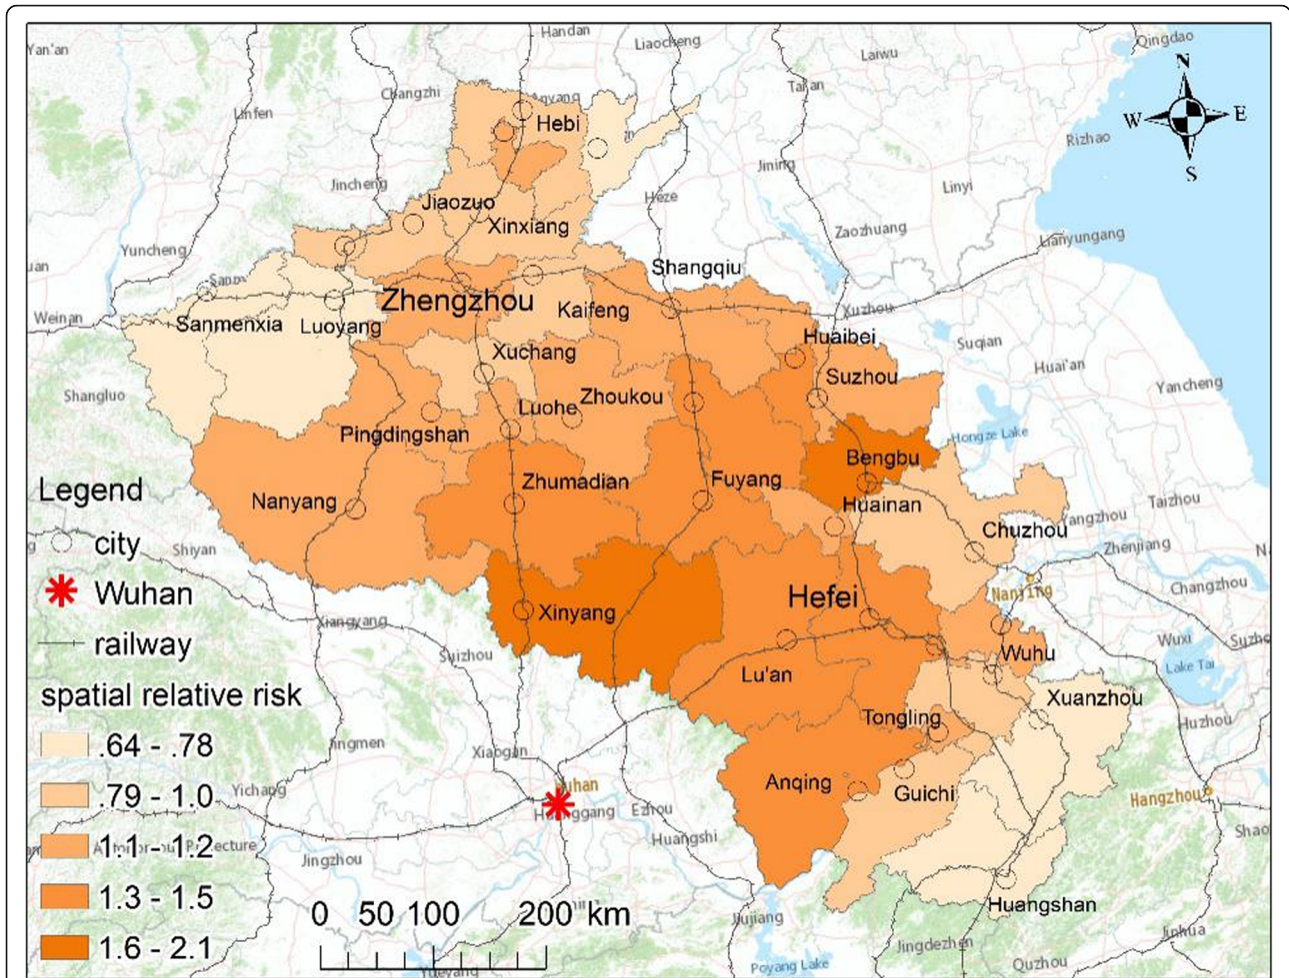 Handan
Liaocheng
Qingdao
Yan'an
Laiwu
N
Changzhi
Linfen
Hebi
W
E
Rizhao
S
Jining
Jincheng
Linyi
Jiaozuo
Heze
Xinxiang
Zaozhuang
Yuncheng
Lianyungang
Shangqiu
Zhengzhou
Kaifeng
Xuzhou
Weinan
Sanmenxia
Luoyang
Huaibei
Suqian
Xuchang
Huai'an
Suzhou
Yancheng
Shangluo
Zhoukou
Luohe
Pingdingshan
Hongze Lake
Bengbu
Legend
Zhumadian
Fuyang
Nanyang
Huainan
Taizhou
Yangzhou
Chuzhou
city
Shiyan
Zhenjiang
Changzhou
Wuhan
Nanjing
Hefei
Xinyang
Xiangyang
railway
Suizhou
Wuxi
Wuhu
Lake Tai
Lu'an
spatial relative risk
Xuanzhou
Tongling
Huzhou
.64 - .78
Jingmen
Xiaogan
Anqing
Guichi
.79 - 1.0
Yichang
Hangzhou
Ezhou
Huangshi
1.1 - 1.2
Jingzhou
1.3 - 1.5
0 50 100 200 km
Huangshan
Jiujiang
Jinhua
Jingdezhen
1.6 - 2.1
Poyang Lake
Quzhou